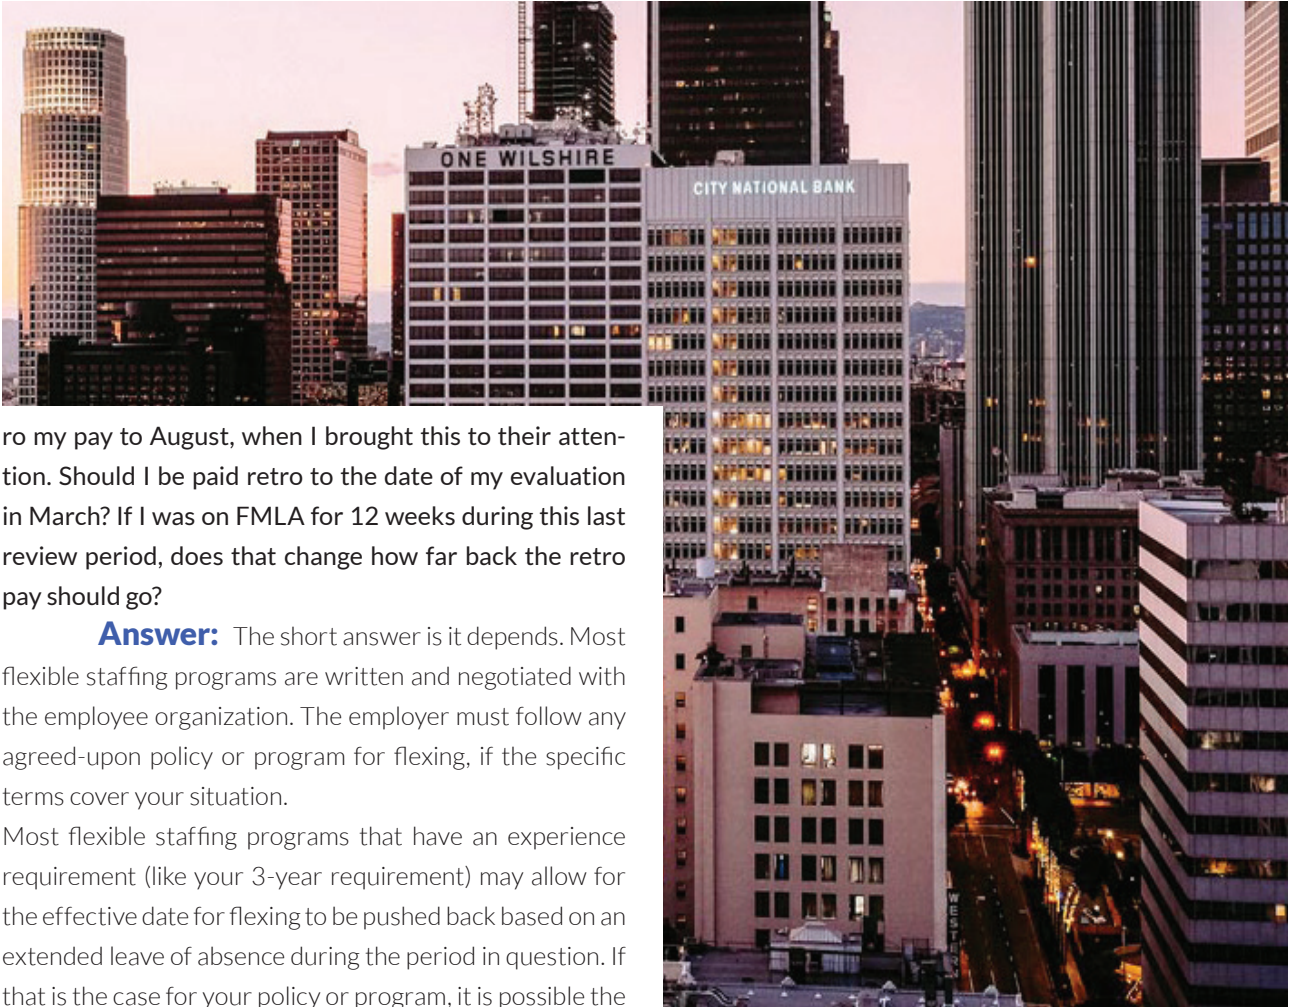 ONE WILSHIRE
CITY NATIONAL BANK
ro my pay to August, when I brought this to their atten-
tion. Should I be paid retro to the date of my evaluation
in March? If I was on FMLA for 12 weeks during this last
review period, does that change how far back the retro
pay should go?
Answer: The short answer is it depends. Most
flexible staffing programs are written and negotiated with
the employee organization. The employer must follow any
agreed-upon policy or program for flexing, if the specific
terms cover your situation.
Most flexible staffing programs that have an experience
requirement (like your 3-year requirement) may allow for
the effective date for flexing to be pushed back based on an
extended leave of absence during the period in question. If
that is the case for your policy or program, it is possible the